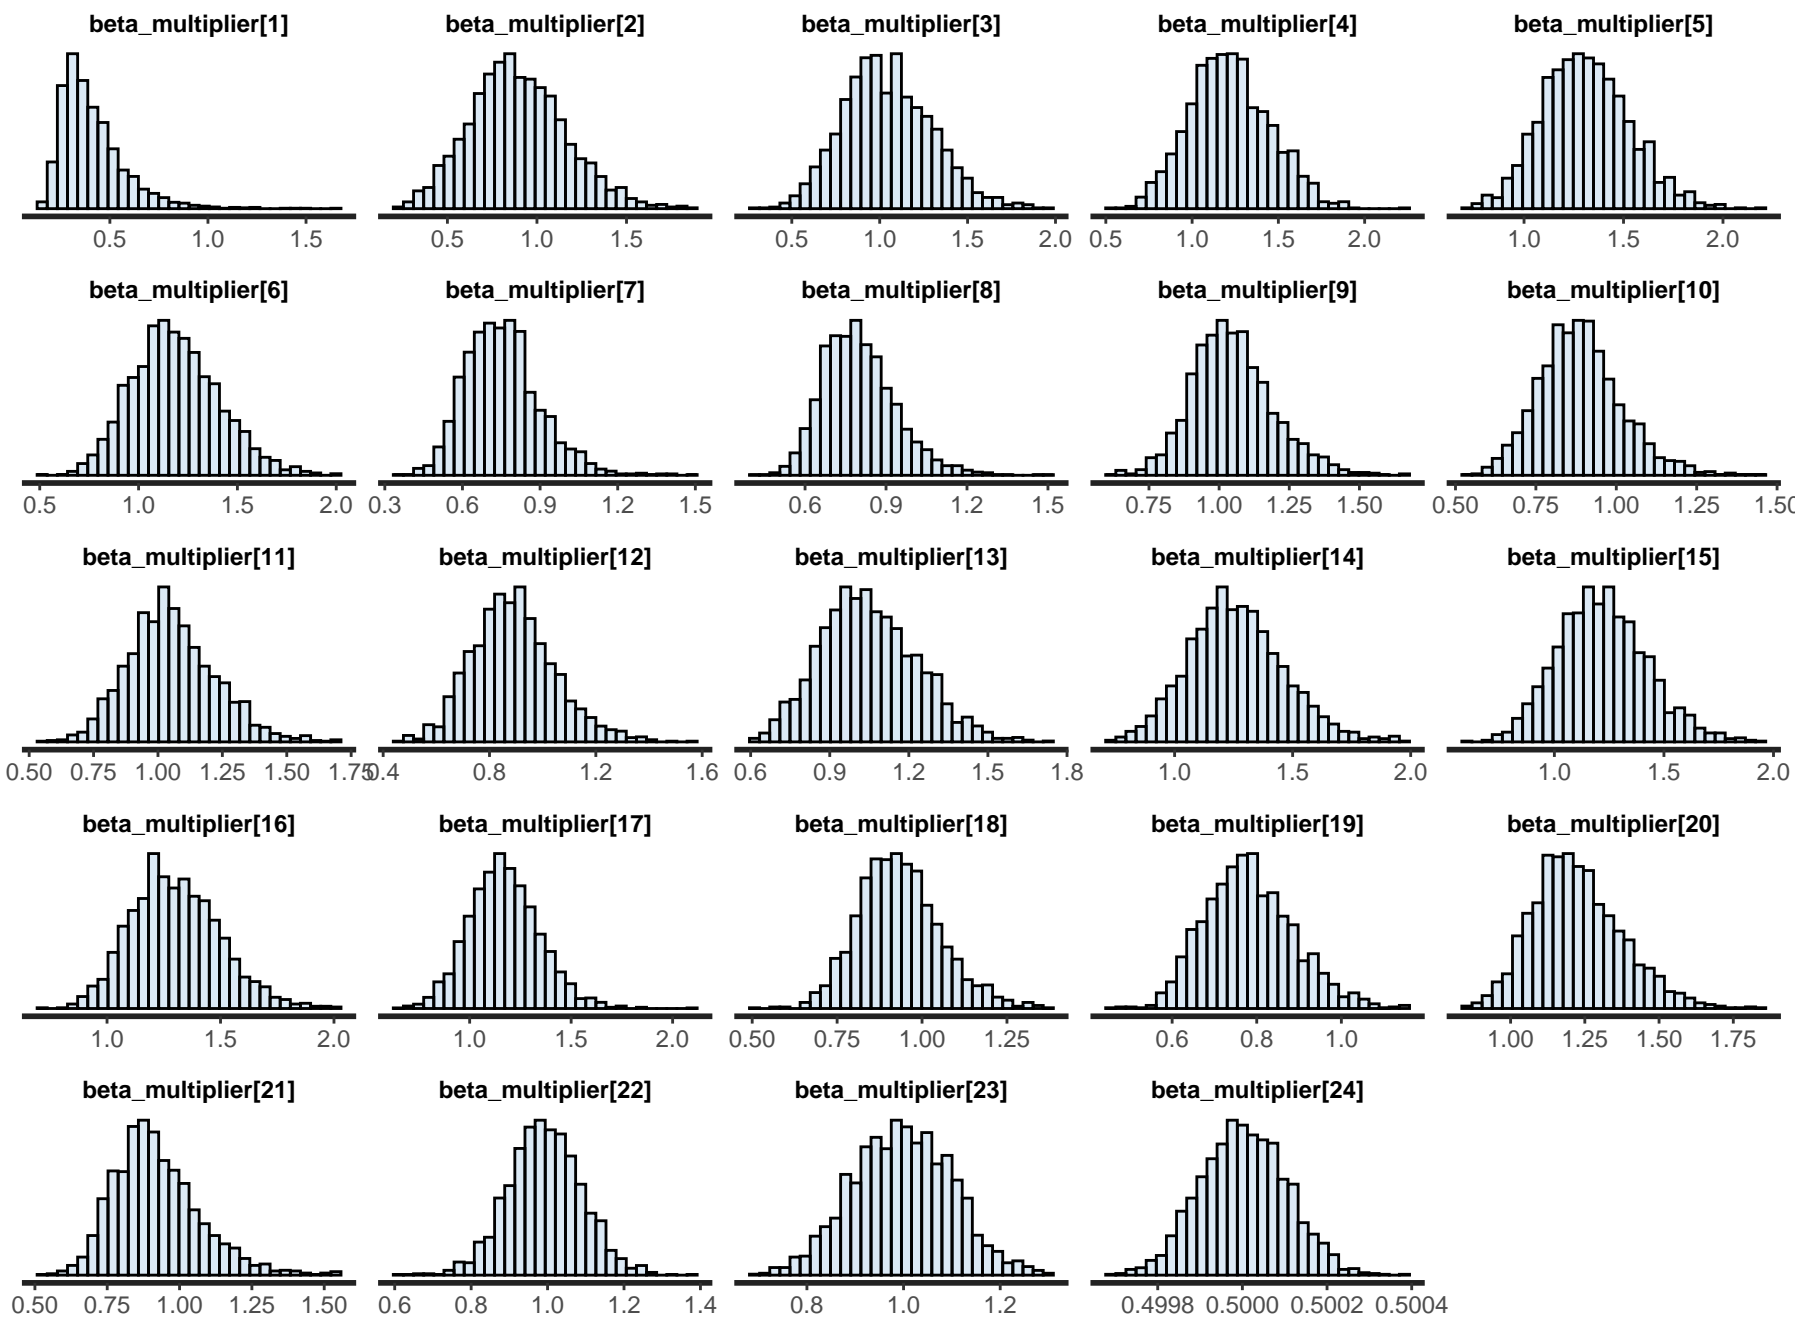 beta_multiplier[1] beta_multiplier[2] beta_multiplier[3] beta_multiplier[4] beta_multiplier[5]
0.5 1.0 1.5 0.5 1.0 1.5 0.5 1.0 1.5 2.0 0.5 1.0 1.5 2.0 1.0 1.5 2.0
beta_multiplier[6] beta_multiplier[7] beta_multiplier[8] beta_multiplier[9] beta_multiplier[10]
0.5 1.0 1.5 2.0 0.3 0.6 0.9 1.2 1.5 0.6 0.9 1.2 1.5 0.75 1.00 1.25 1.50 0.50 0.75 1.00 1.25 1.50
beta_multiplier[11] beta_multiplier[12] beta_multiplier[13] beta_multiplier[14] beta_multiplier[15]
0.50 0.75 1.00 1.25 1.50 1.75 0.4 0.8 1.2 1.6 0.6 0.9 1.2 1.5 1.8 1.0 1.5 2.0 1.0 1.5 2.0
beta_multiplier[16] beta_multiplier[17] beta_multiplier[18] beta_multiplier[19] beta_multiplier[20]
1.0 1.5 2.0 1.0 1.5 2.0 0.50 0.75 1.00 1.25 0.6 0.8 1.0 1.00 1.25 1.50 1.75
beta_multiplier[21] beta_multiplier[22] beta_multiplier[23] beta_multiplier[24]
0.50 0.75 1.00 1.25 1.50 0.6 0.8 1.0 1.2 1.4 0.8 1.0 1.2 0.4998 0.5000 0.5002 0.5004